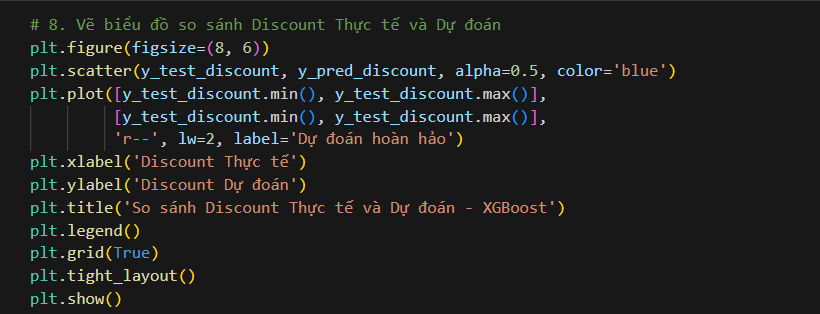 # 8. Vẽ biểu đồ so sánh Discount Thực tế và Dự đoán
plt.figure(figsize=(8, 6))
plt.scatter(y_test_discount, y_pred_discount, alpha=0.5, color='blue')
plt.plot([y_test_discount.min(), y_test_discount.max()],
[y_test_discount.min(), y_test_discount.max()],
'r--', lw=2, label='Dự đoán hoàn hảo')
plt.xlabel('Discount Thực tế')
plt.ylabel('Discount Dự đoán')
plt.title('So sánh Discount Thực tế và Dự đoán - XGBoost')
plt.legend()
plt.grid(True)
plt.tight_layout()
plt.show()